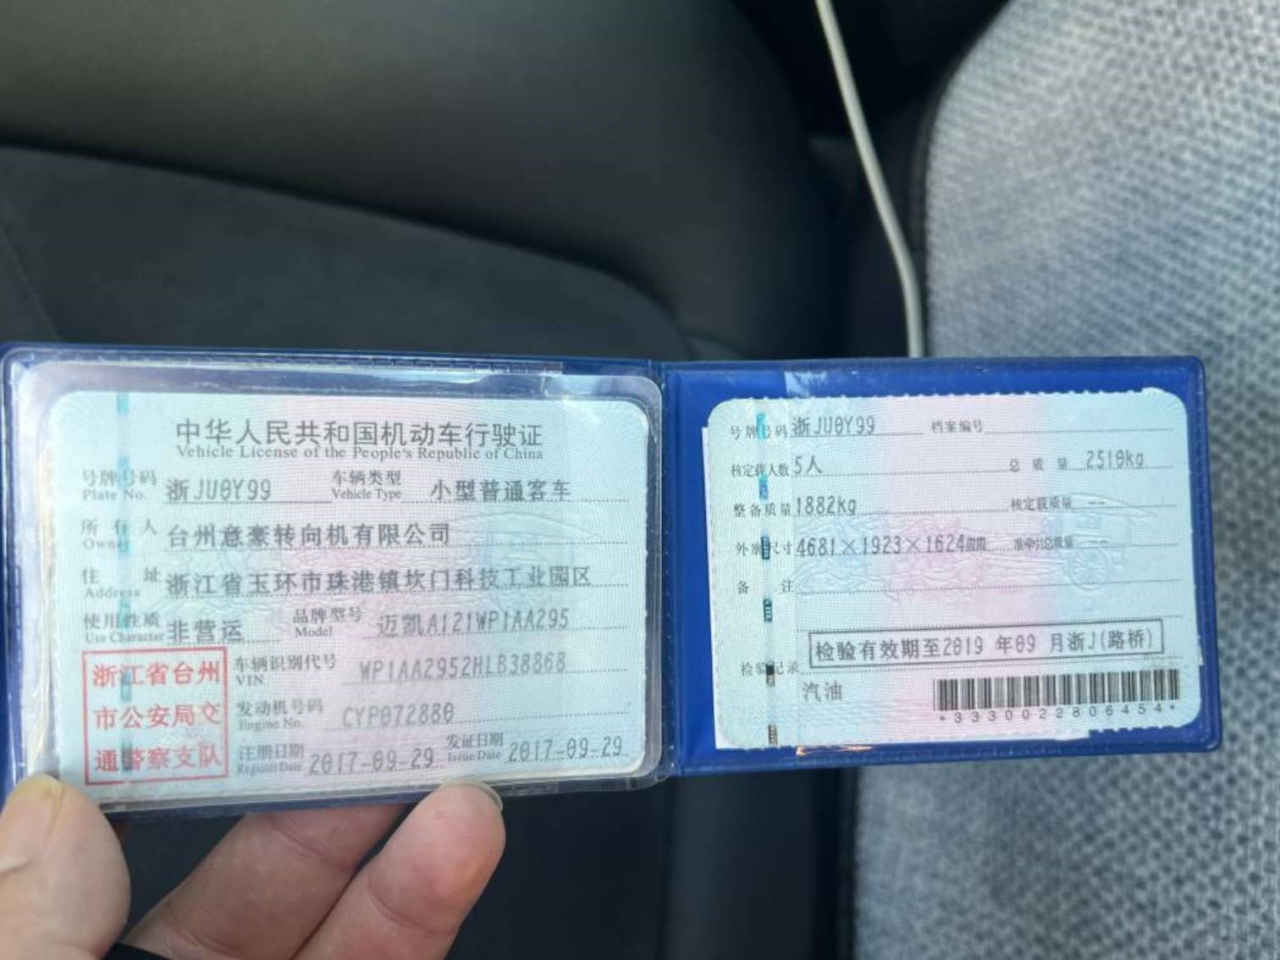 中华人民共和国机动车行驶证
Vehicle License of the People's Republic of China
号牌号码 Plate No. 浙JU0Y99 车辆类型 Vehicle Type 小型普通客车
所有人 Owner 台州意豪转向机有限公司
住址 Address 浙江省玉环市珠港镇坎门科技工业园区
使用性质 Use Character 非营运 品牌型号 Model 迈凯A121WP1AA295
车辆识别代号 VIN WP1AA2952HLB38868
发动机号码 Engine No. CYP072880
注册日期 Register Date 2017-09-29 发证日期 Issue Date 2017-09-29
浙江省台州
市公安局交
通警察支队
号牌号码 浙JU0Y99 档案编号
核定载人数 5人 总质量 2510kg
整备质量 1882kg 核定载质量 --
外廓尺寸 4681×1923×1624mm 准牵引总质量 --
备注
检验有效期至2019年09月浙J(路桥)
检验记录
汽油
*3330022806454*